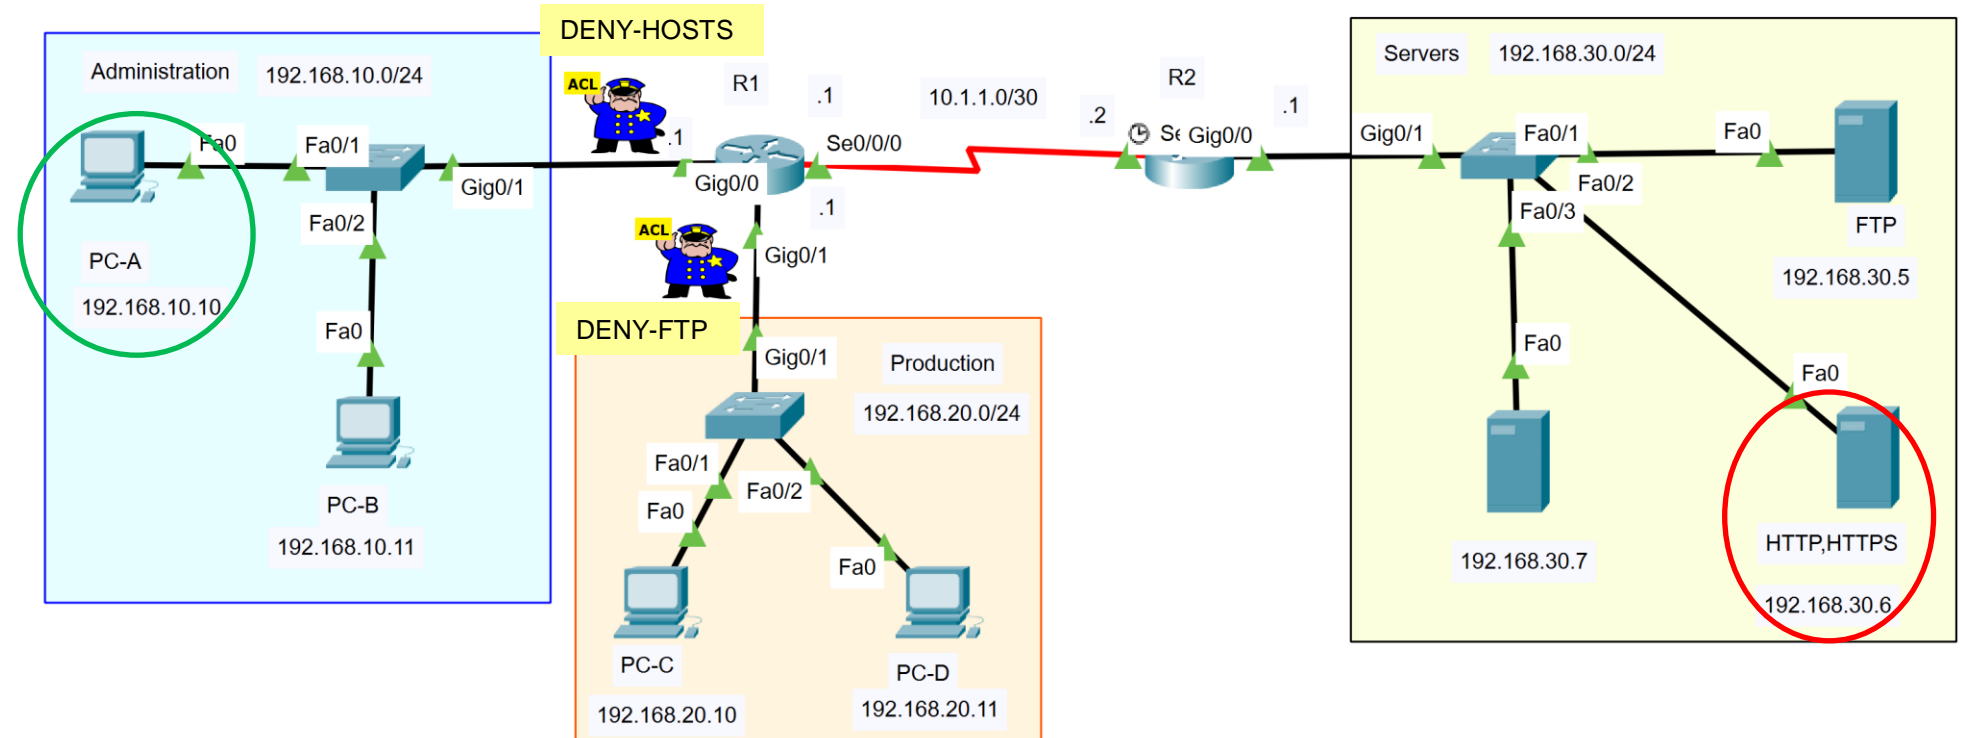 DENY-HOSTS
Administration
192.168.10.0/24
ACL
R1
.1
10.1.1.0/30
.2
R2
.1
Servers
192.168.30.0/24
Fa0
Fa0/1
Gig0/1
.1
Gig0/0
Se0/0/0
.1
Gig0/0
Gig0/1
Fa0/1
Fa0
Fa0/2
Fa0/3
FTP
192.168.30.5
Fa0/2
PC-A
192.168.10.10
ACL
Gig0/1
DENY-FTP
Gig0/1
Production
192.168.20.0/24
Fa0
PC-B
192.168.10.11
Fa0/1
Fa0/2
Fa0
Fa0
PC-C
192.168.20.10
PC-D
192.168.20.11
Fa0
192.168.30.7
Fa0
HTTP,HTTPS
192.168.30.6